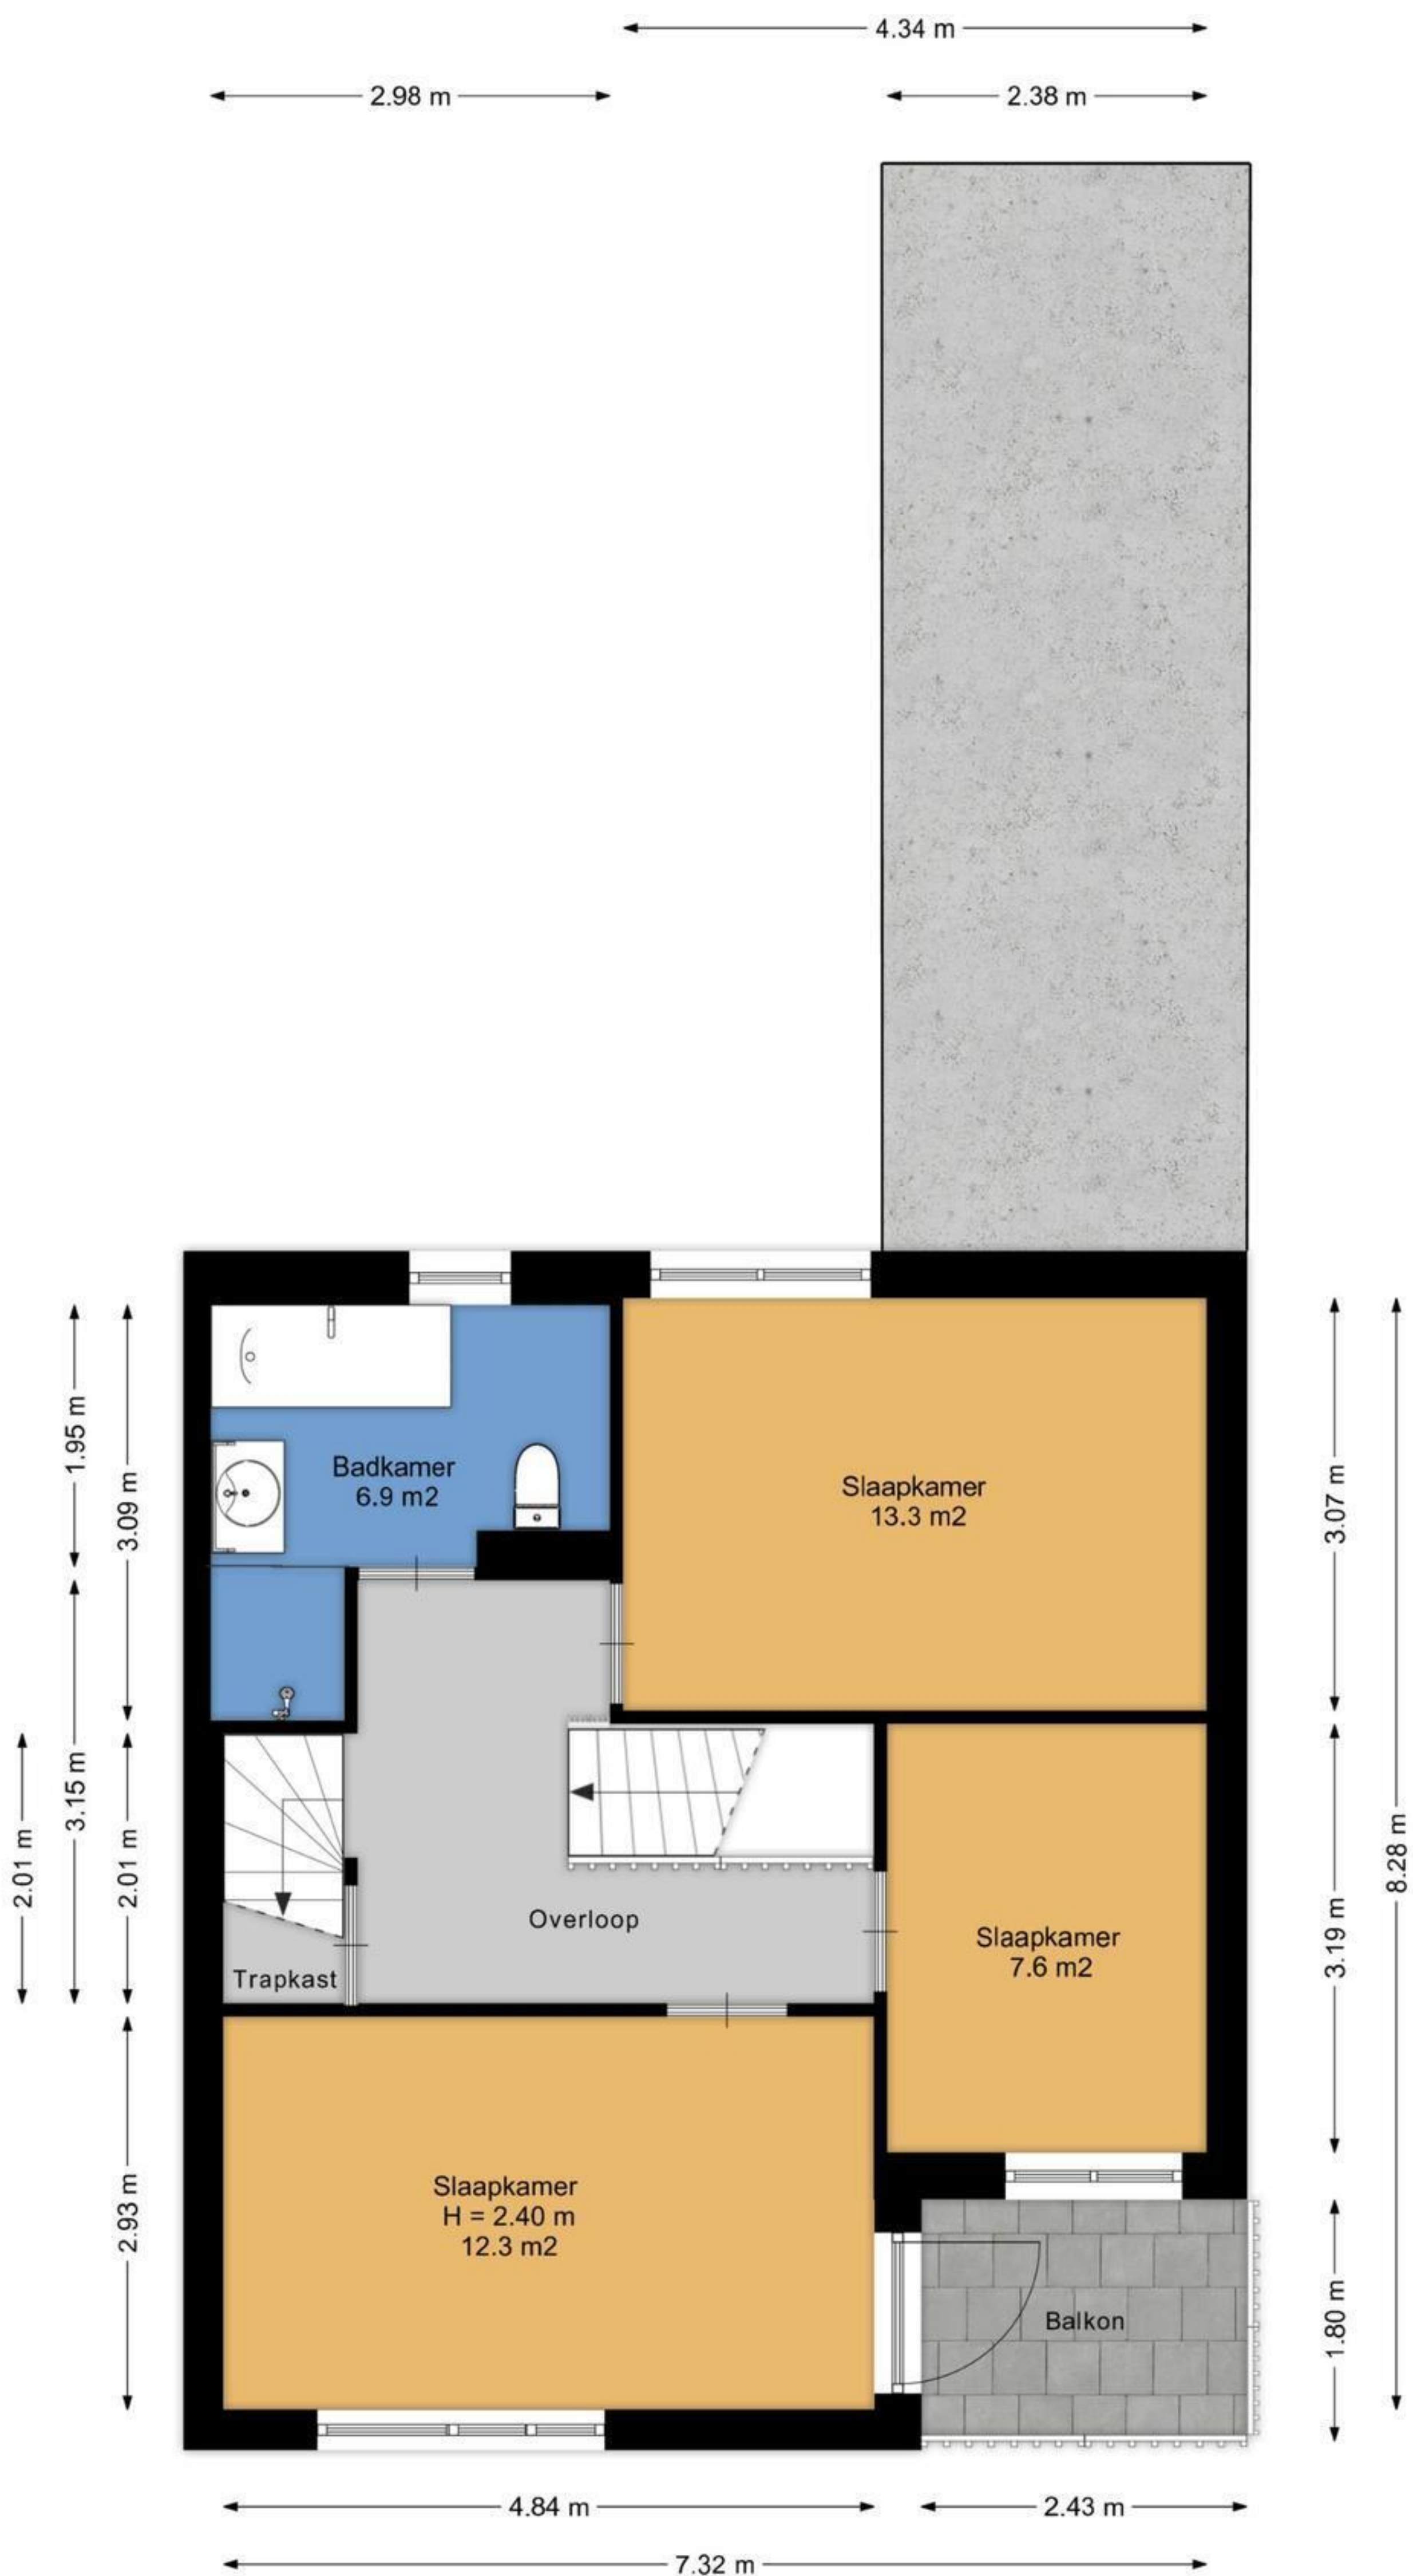 4.34 m
2.98 m
2.38 m
Badkamer
6.9 m2
Slaapkamer
13.3 m2
1.95 m
3.09 m
3.07 m
3.15 m
2.01 m
2.01 m
8.28 m
Overloop
Trapkast
Slaapkamer
7.6 m2
3.19 m
Slaapkamer
H = 2.40 m
12.3 m2
2.93 m
Balkon
1.80 m
4.84 m
2.43 m
7.32 m